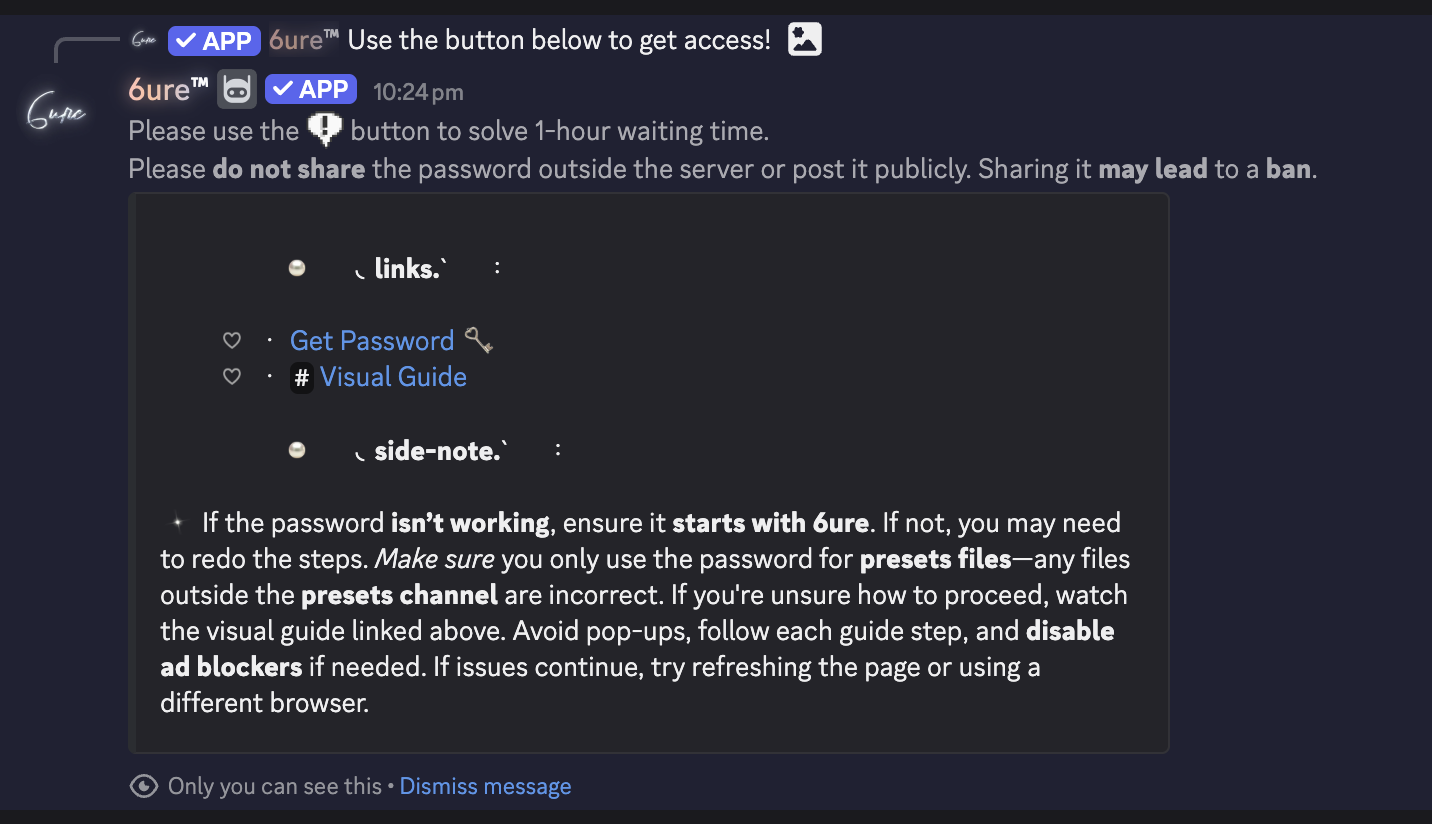 6ure ✓ APP 6ure™ Use the button below to get access!
6ure™ ✓ APP 10:24 pm
6ure
Please use the button to solve 1-hour waiting time.
Please do not share the password outside the server or post it publicly. Sharing it may lead to a ban.
◟ links.` :
♡ · Get Password
♡ · # Visual Guide
◟ side-note.` :
If the password isn’t working, ensure it starts with 6ure. If not, you may need
to redo the steps. Make sure you only use the password for presets files—any files
outside the presets channel are incorrect. If you're unsure how to proceed, watch
the visual guide linked above. Avoid pop-ups, follow each guide step, and disable
ad blockers if needed. If issues continue, try refreshing the page or using a
different browser.
Only you can see this • Dismiss message